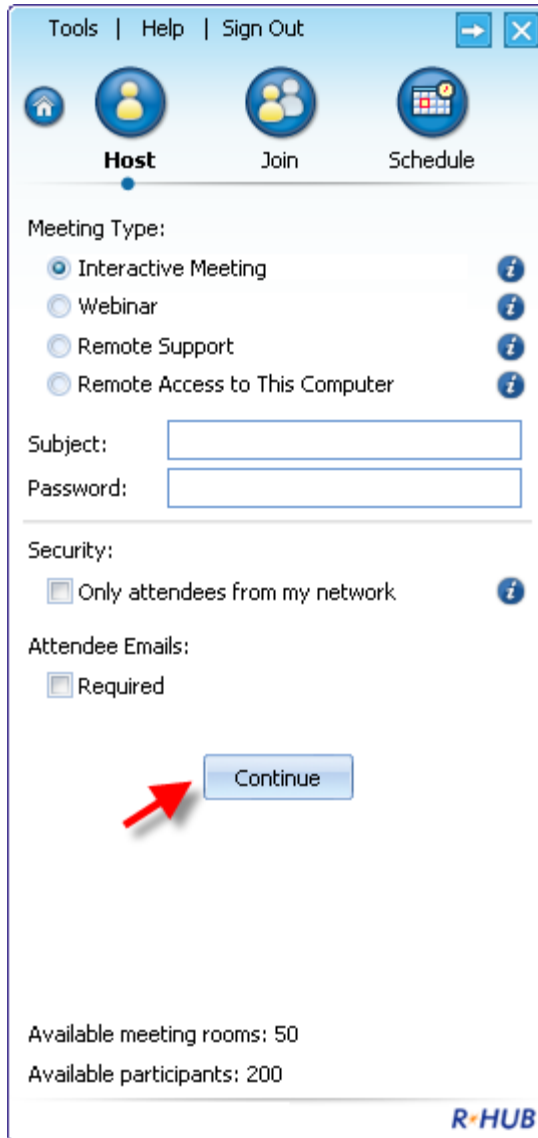 Tools | Help | Sign Out
Host Join Schedule
Meeting Type:
Interactive Meeting
Webinar
Remote Support
Remote Access to This Computer
Subject:
Password:
Security:
Only attendees from my network
Attendee Emails:
Required
Continue
Available meeting rooms: 50
Available participants: 200
R-HUB